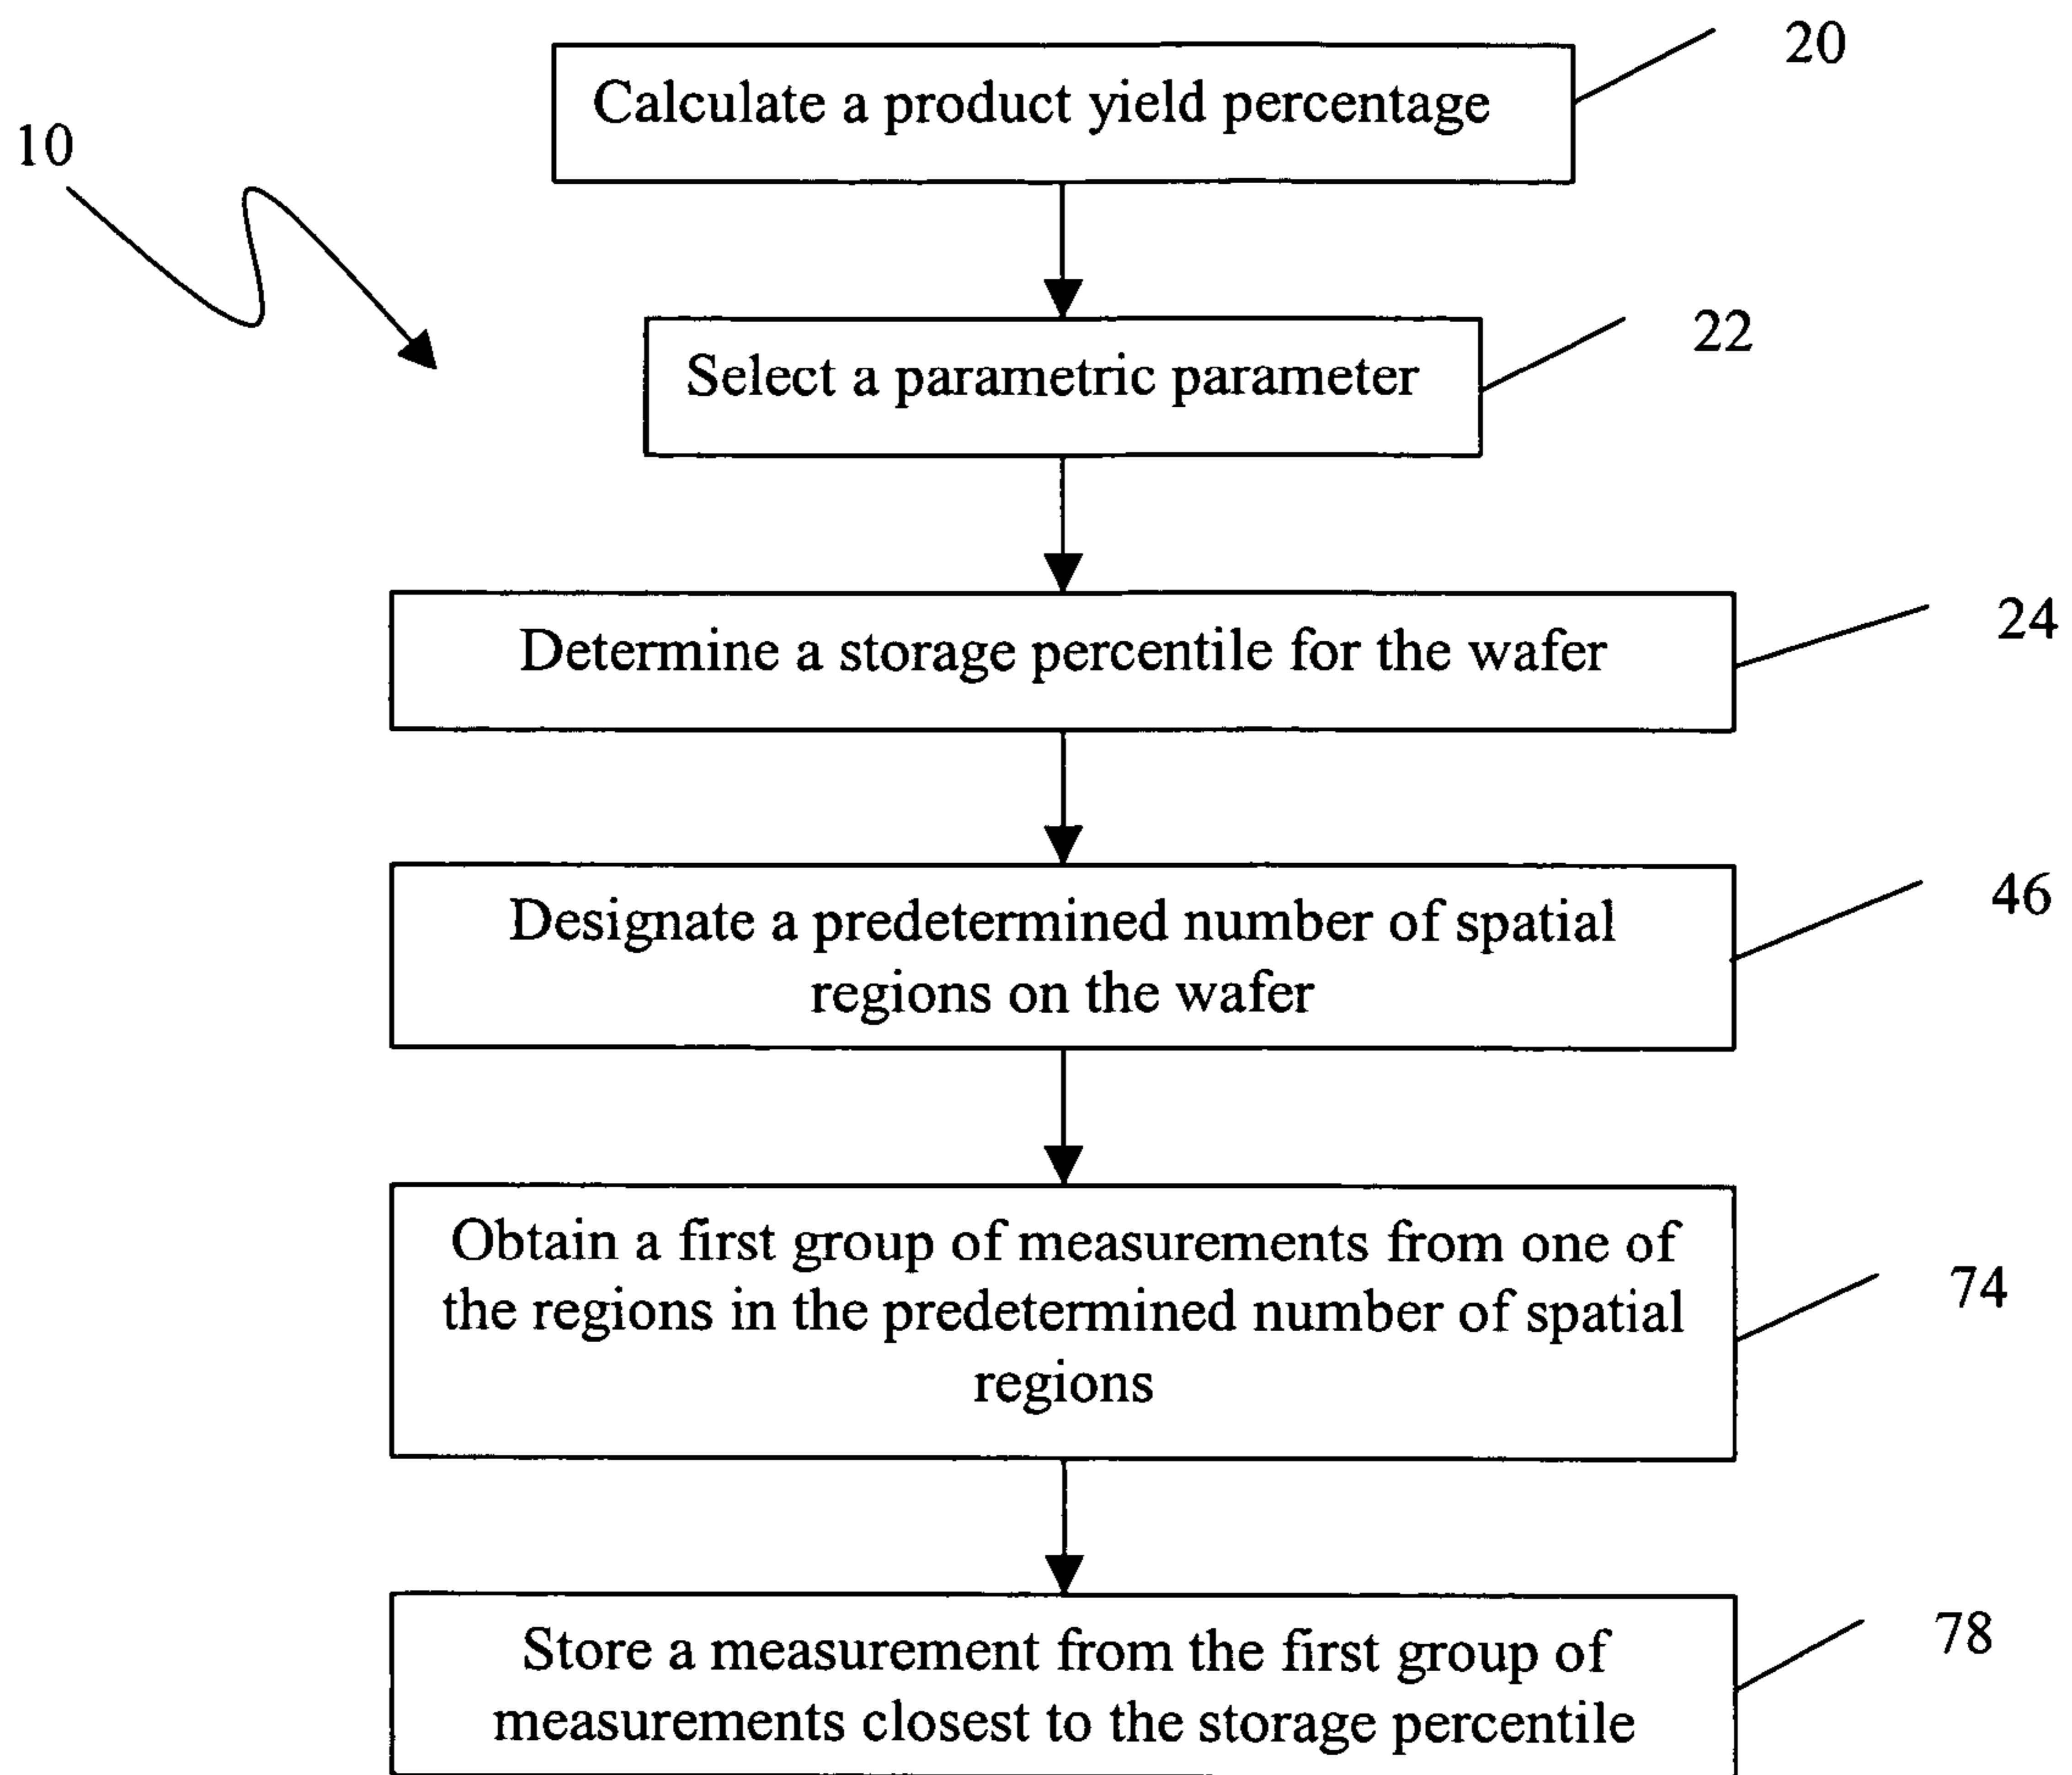 20
Calculate a product yield percentage
10
22
Select a parametric parameter
24
Determine a storage percentile for the wafer
46
Designate a predetermined number of spatial
regions on the wafer
Obtain a first group of measurements from one of
74
the regions in the predetermined number of spatial
regions
78
Store a measurement from the first group of
measurements closest to the storage percentile